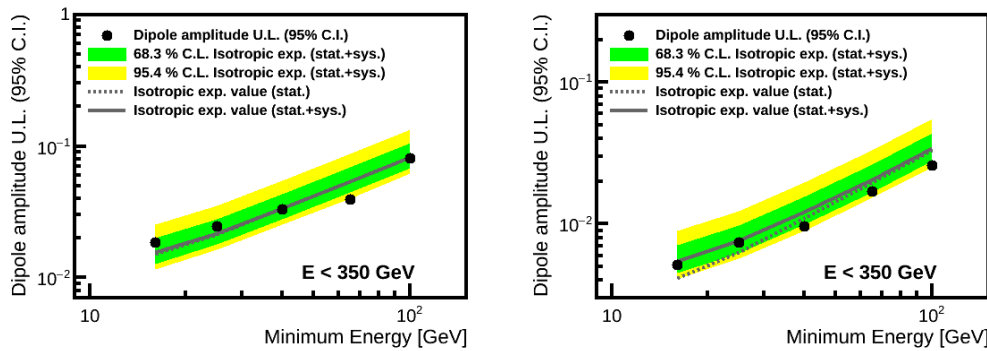 Dipole amplitude U.L. (95% C.I.)
1
10⁻¹
10⁻²
Dipole amplitude U.L. (95% C.I.)
68.3 % C.L. Isotropic exp. (stat.+sys.)
95.4 % C.L. Isotropic exp. (stat.+sys.)
Isotropic exp. value (stat.)
Isotropic exp. value (stat.+sys.)
E < 350 GeV
10
10²
Minimum Energy [GeV]
Dipole amplitude U.L. (95% C.I.)
10⁻¹
10⁻²
Dipole amplitude U.L. (95% C.I.)
68.3 % C.L. Isotropic exp. (stat.+sys.)
95.4 % C.L. Isotropic exp. (stat.+sys.)
Isotropic exp. value (stat.)
Isotropic exp. value (stat.+sys.)
E < 350 GeV
10
10²
Minimum Energy [GeV]